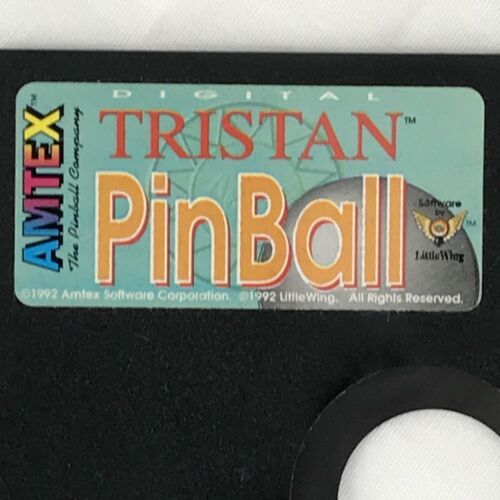 DIGITAL
TRISTAN™
PinBall
AMTEX™
The Pinball Company
Software
by
LittleWing
™
©1992 Amtex Software Corporation. ©1992 LittleWing. All Rights Reserved.